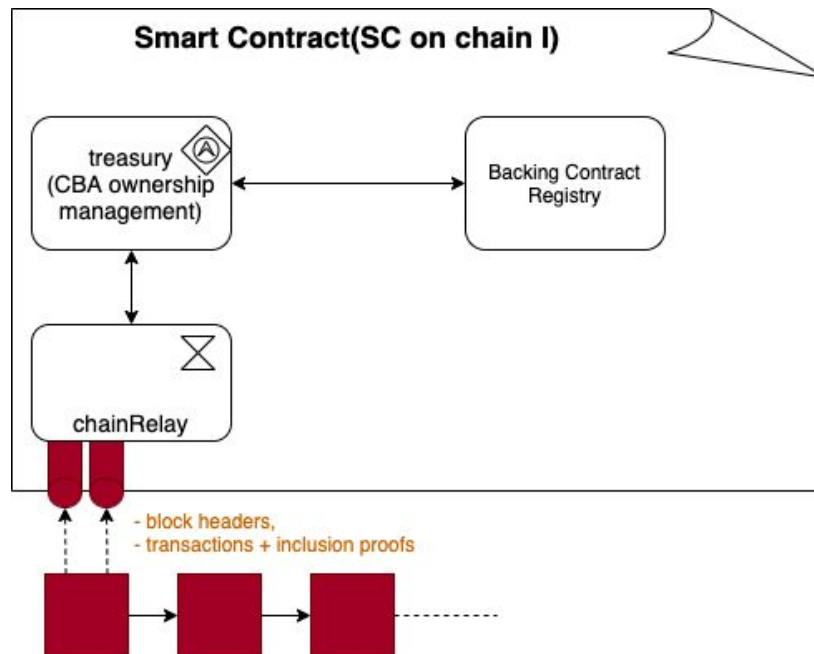 Smart Contract(SC on chain I)
treasury
(CBA ownership
management)
Backing Contract
Registry
chainRelay
- block headers,
- transactions + inclusion proofs